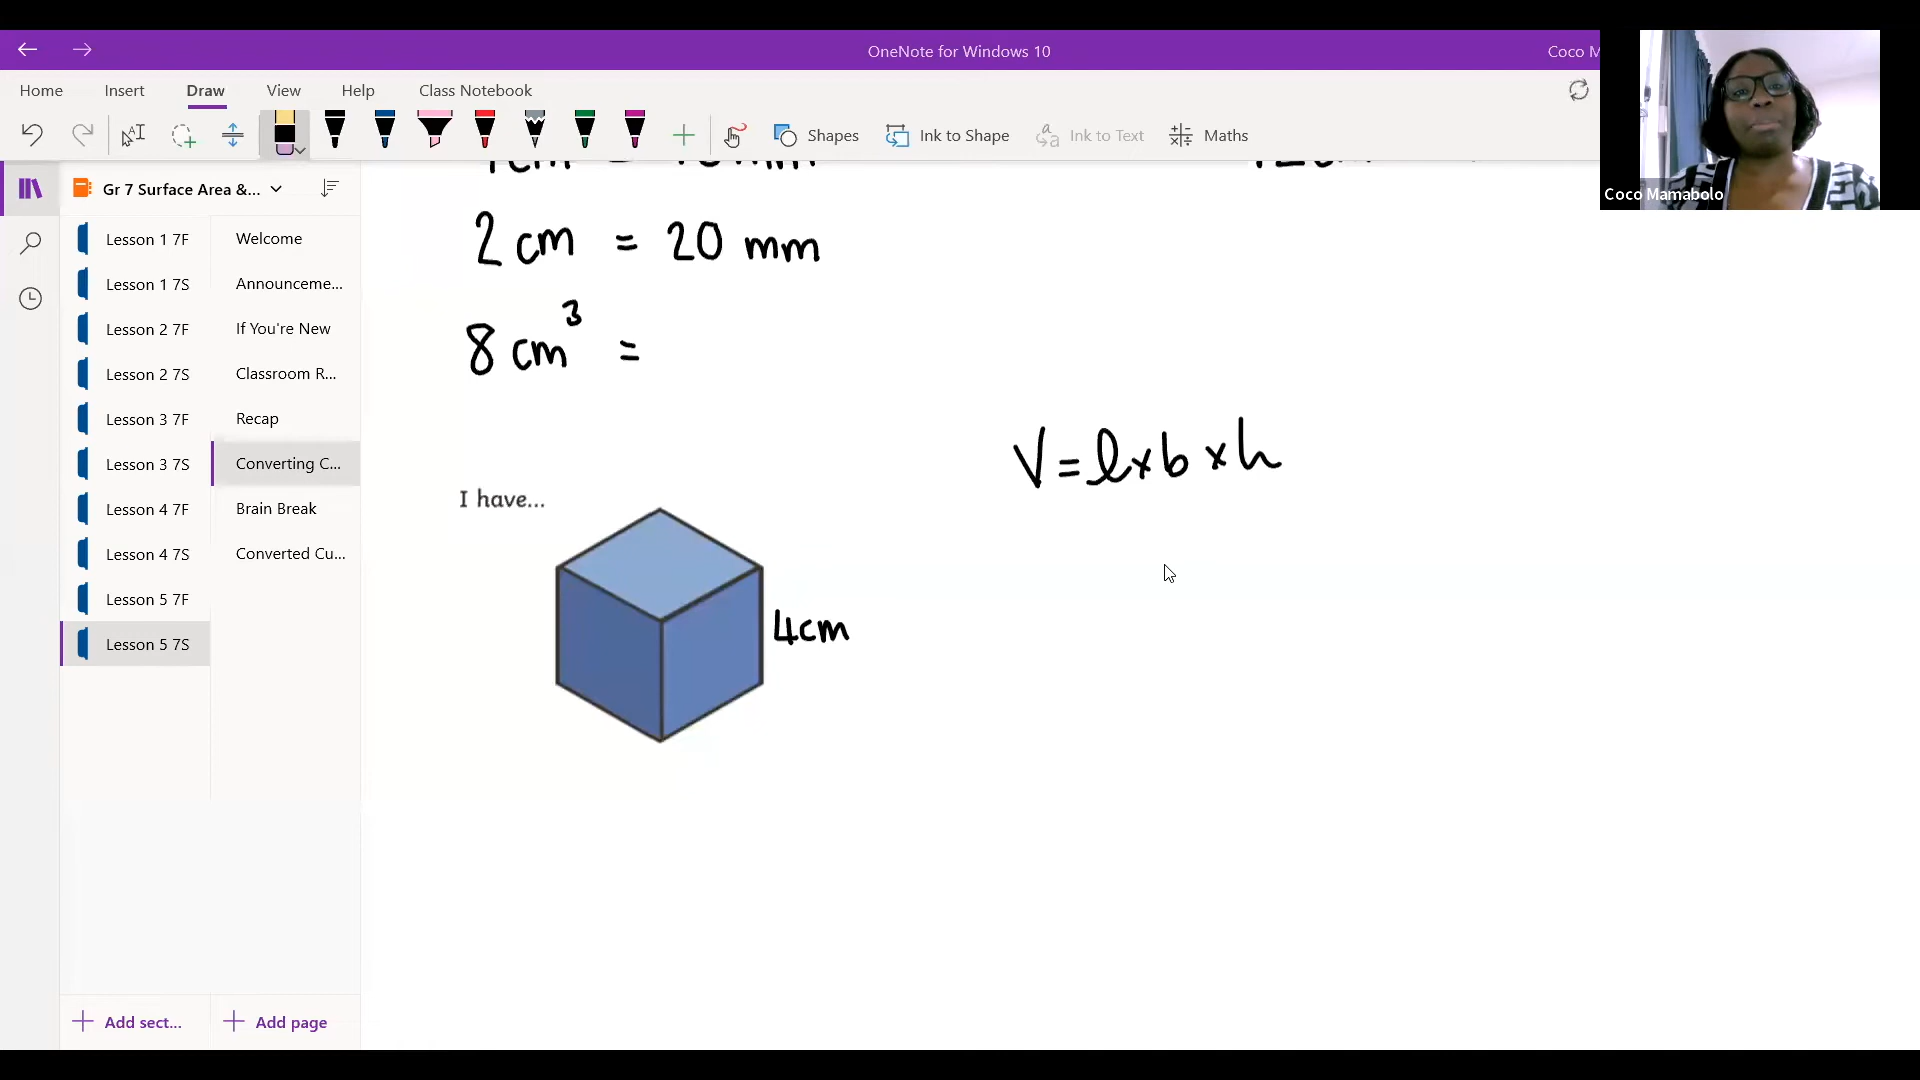 OneNote for Windows 10
Coco M
Home Insert Draw View Help Class Notebook
Shapes Ink to Shape Ink to Text Maths
Coco Mamabolo
Gr 7 Surface Area &...
Lesson 1 7F
Lesson 1 7S
Lesson 2 7F
Lesson 2 7S
Lesson 3 7F
Lesson 3 7S
Lesson 4 7F
Lesson 4 7S
Lesson 5 7F
Lesson 5 7S
Add sect...
Welcome
Announceme...
If You're New
Classroom R...
Recap
Converting C...
Brain Break
Converted Cu...
Add page
2 cm = 20 mm
8 cm³ =
V = l x b x h
I have...
4cm